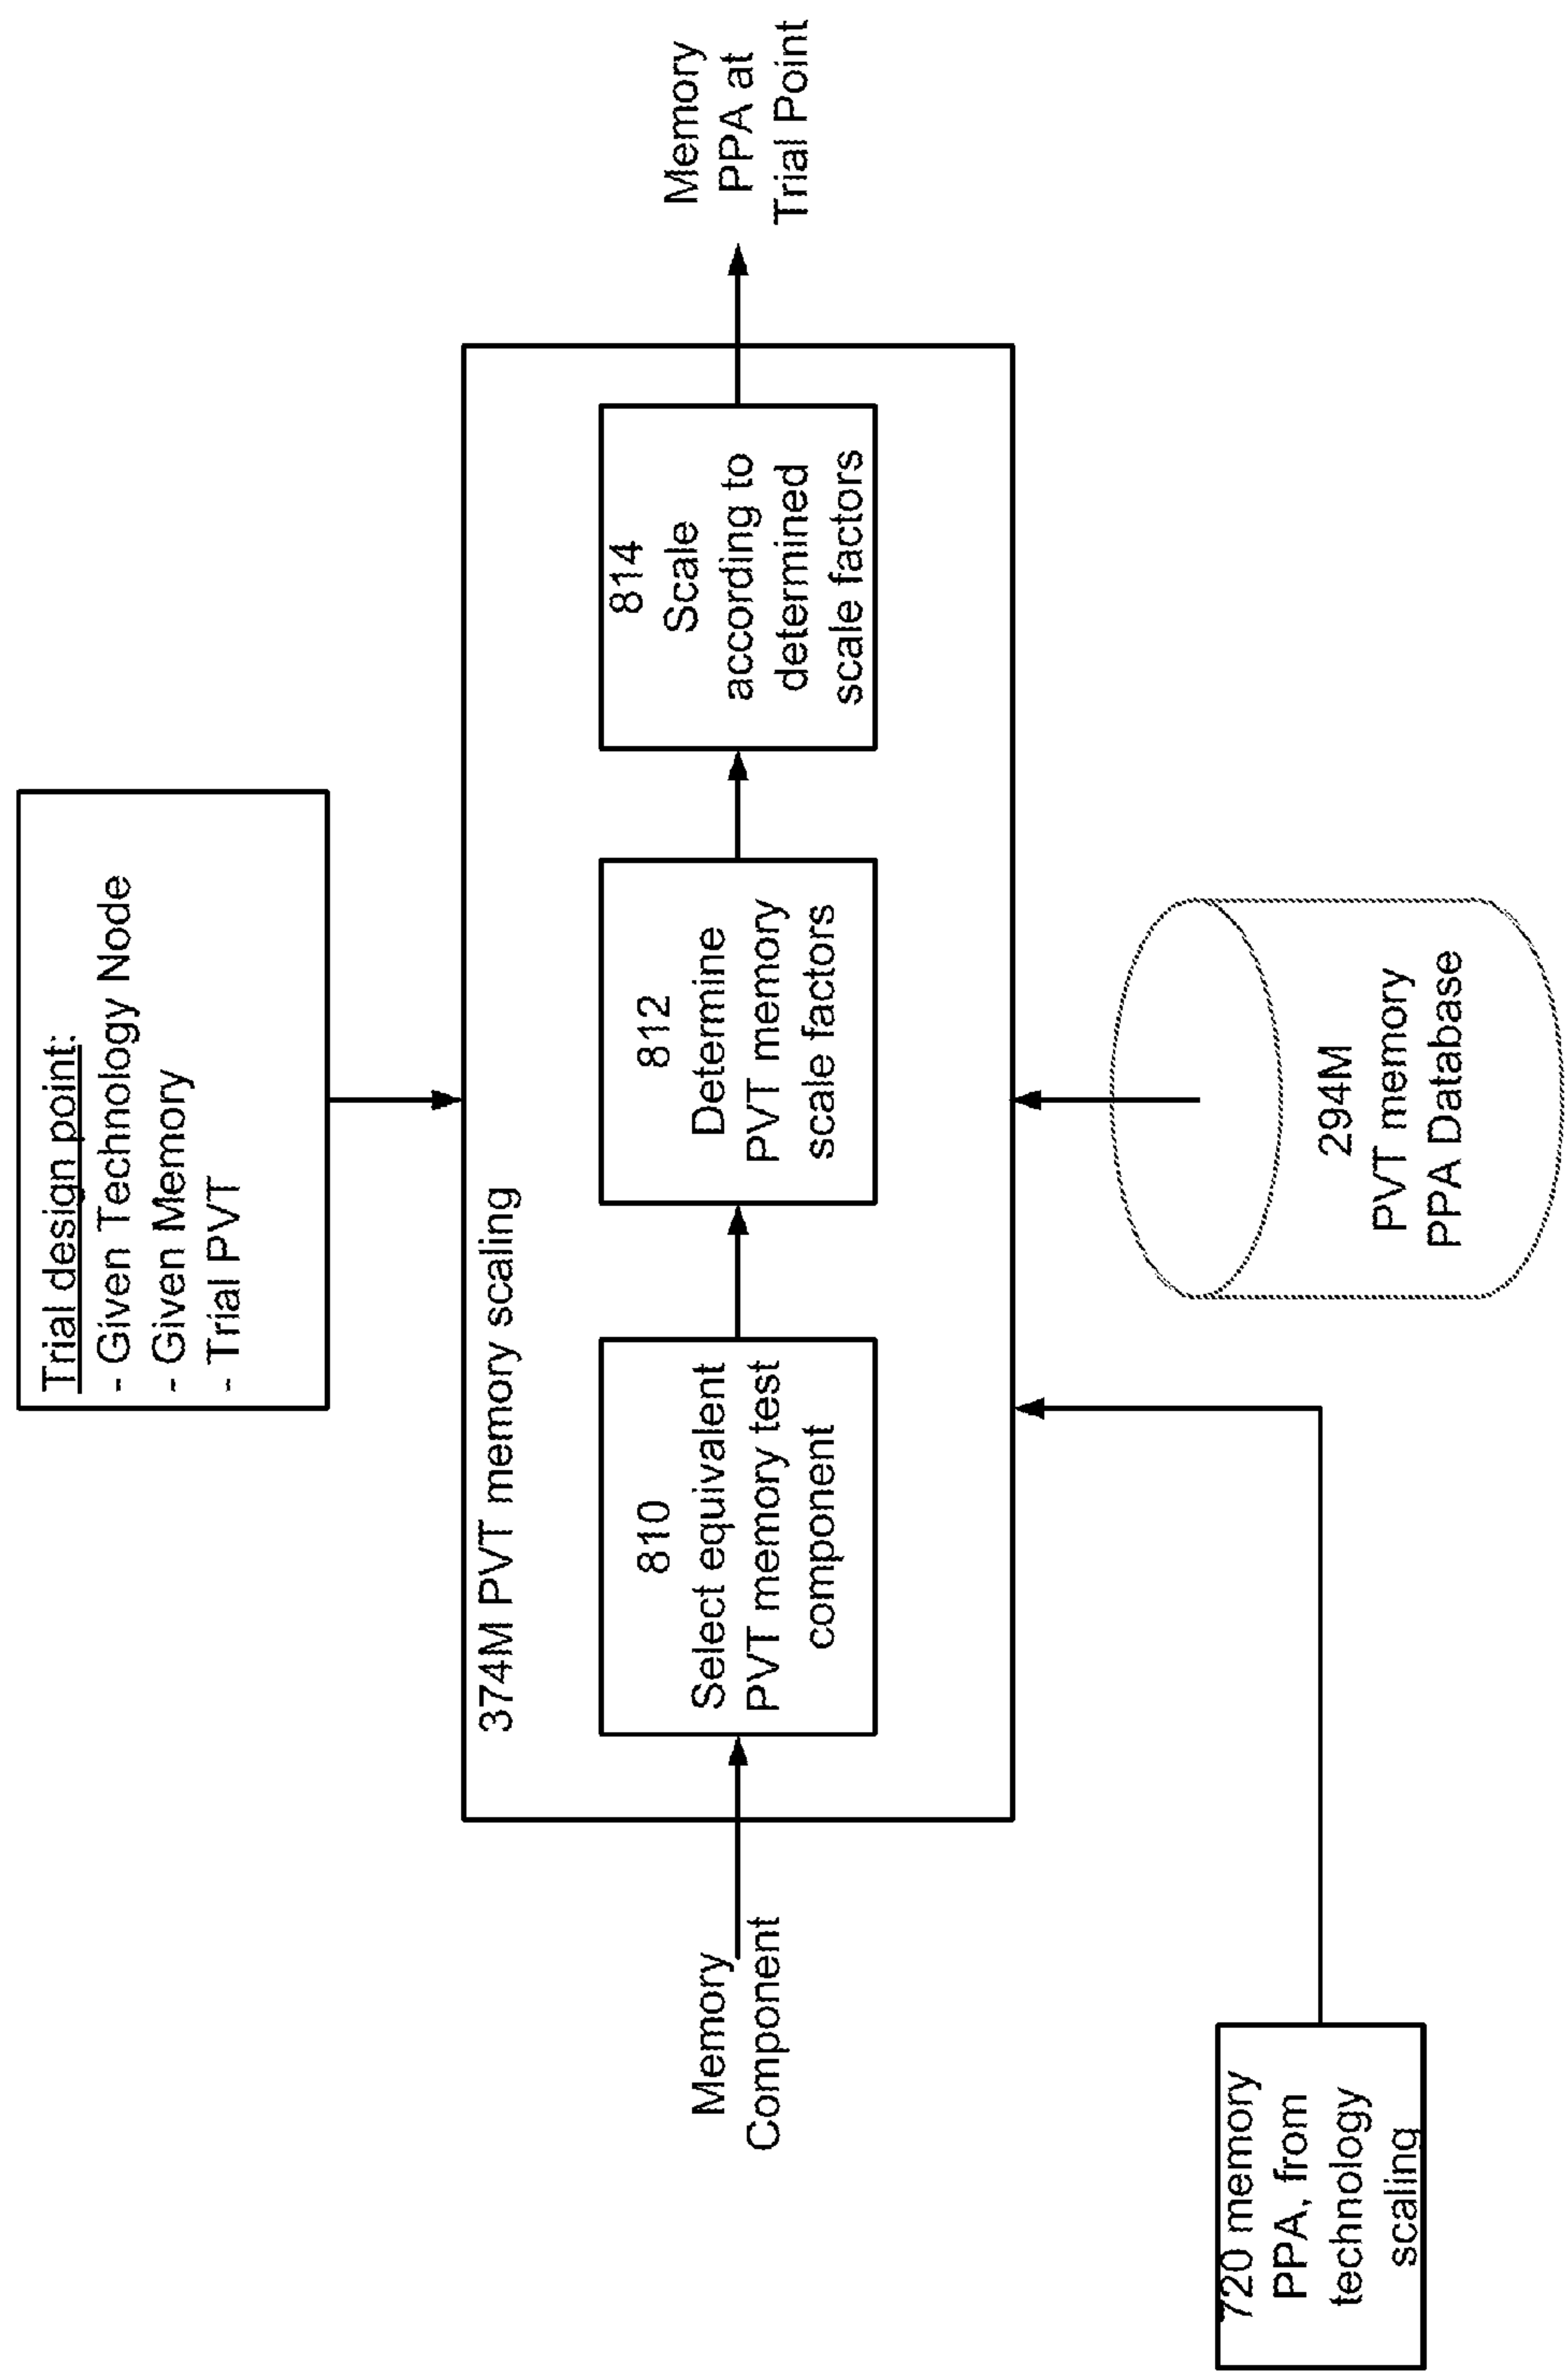 Trial design point:
- Given Technology Node
- Given Memory
- Trial PVT
374M PVT memory scaling
Memory
Component
810
Select equivalent
PVT memory test
component
812
Determine
PVT memory
scale factors
814
Scale
according to
determined
scale factors
Memory
PPA at
Trial Point
720 memory
PPA, from
technology
scaling
294M
PVT memory
PPA Database